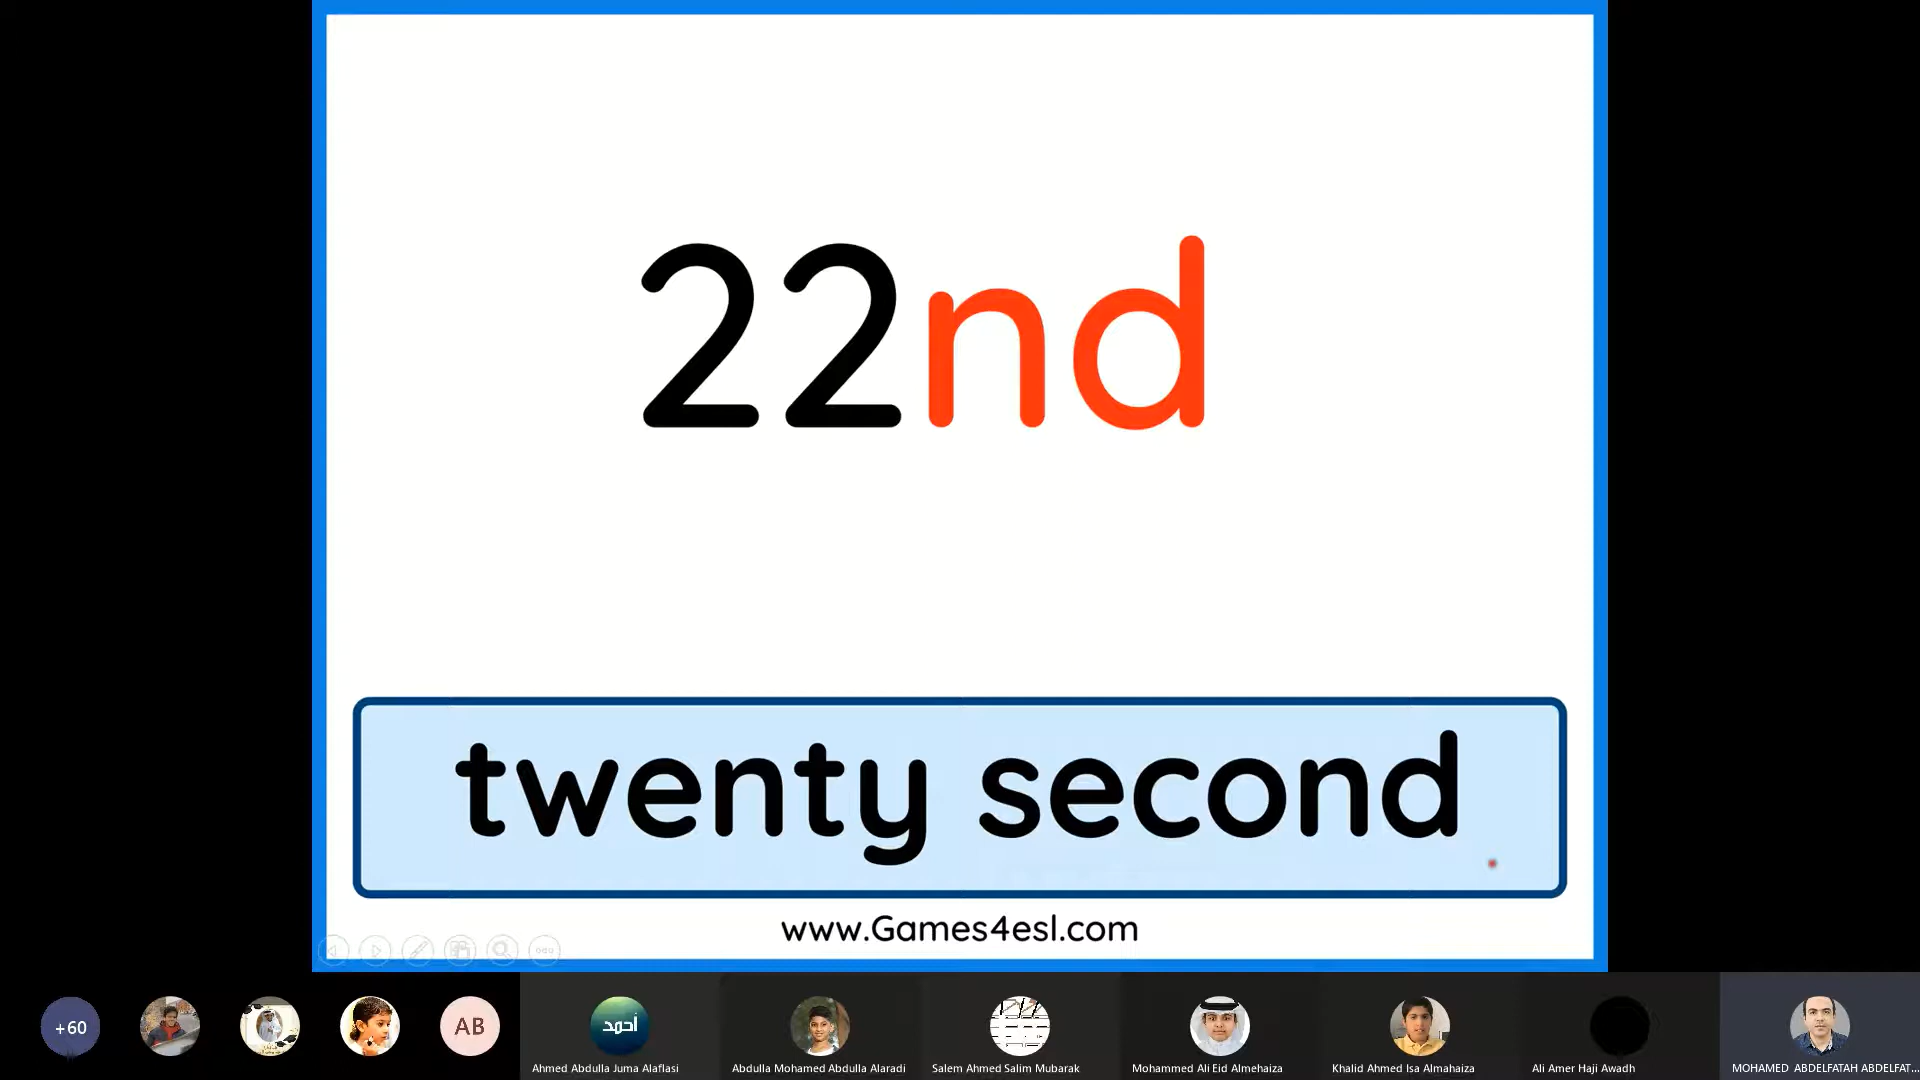 22nd
twenty second
www.Games4esl.com
+60
AB
أحمد
Ahmed Abdulla Juma Alaflasi
Abdulla Mohamed Abdulla Alaradi
Salem Ahmed Salim Mubarak
Mohammed Ali Eid Almehaiza
Khalid Ahmed Isa Almahaiza
Ali Amer Haji Awadh
MOHAMED ABDELFATAH ABDELFAT...